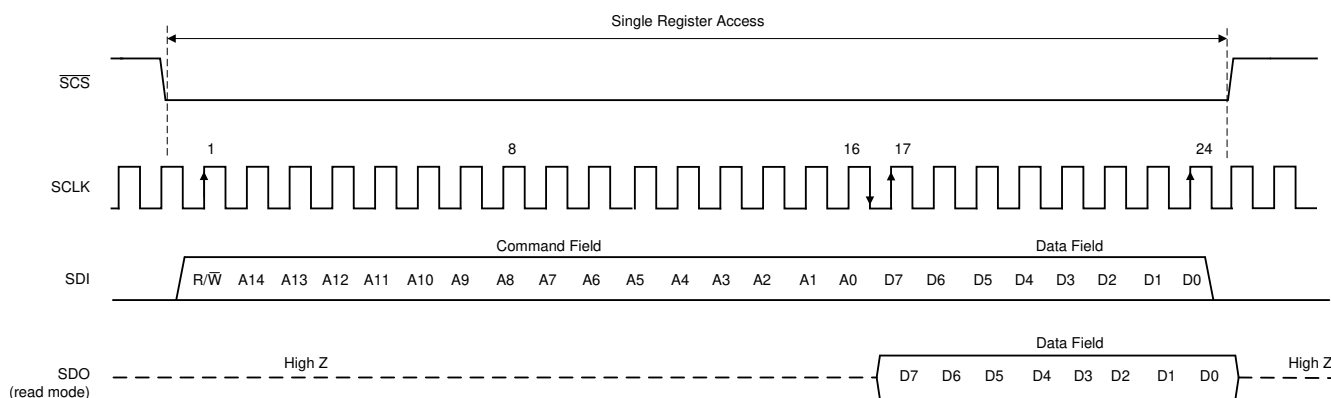 Single Register Access
S̅C̅S̅
1 8 16 17 24
SCLK
Command Field Data Field
SDI R/W̅ A14 A13 A12 A11 A10 A9 A8 A7 A6 A5 A4 A3 A2 A1 A0 D7 D6 D5 D4 D3 D2 D1 D0
Data Field
High Z High Z
SDO
(read mode)
D7 D6 D5 D4 D3 D2 D1 D0